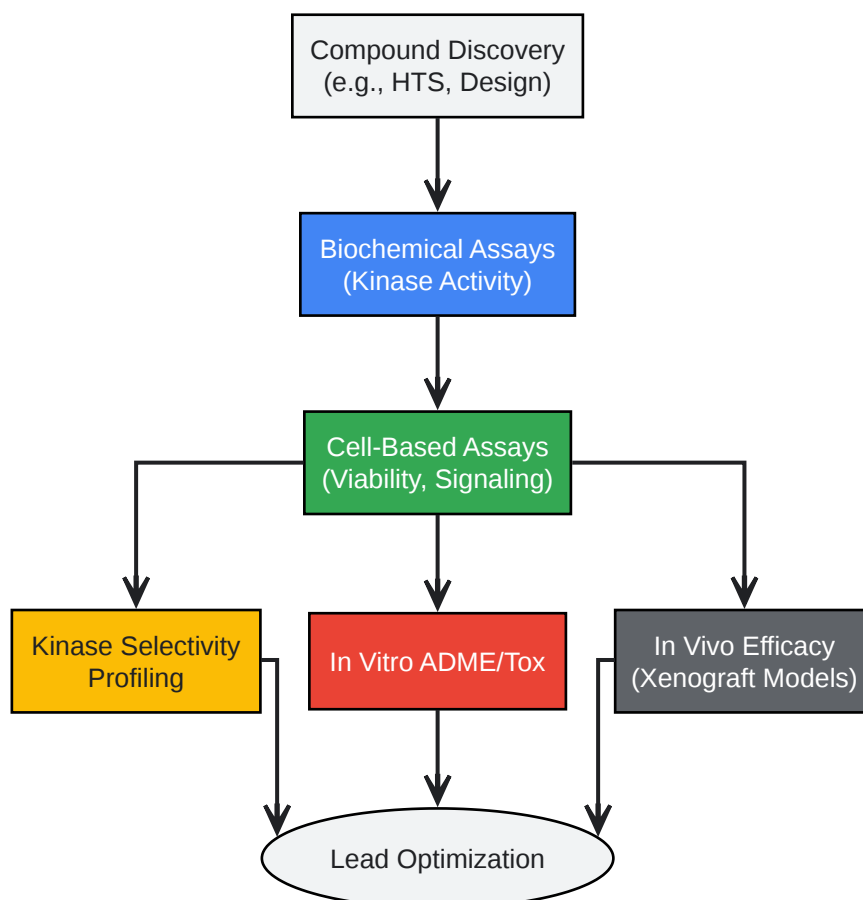 Compound Discovery
(e.g., HTS, Design)
Biochemical Assays
(Kinase Activity)
Cell-Based Assays
(Viability, Signaling)
Kinase Selectivity
Profiling
In Vitro ADME/Tox
In Vivo Efficacy
(Xenograft Models)
Lead Optimization